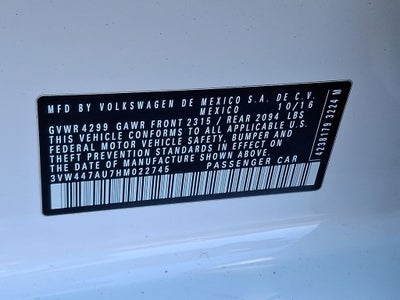 MFD BY VOLKSWAGEN DE MEXICO S.A. DE C.V.
MEXICO 10/16
GVWR 4299 GAWR FRONT 2315 / REAR 2094 LBS
THIS VEHICLE CONFORMS TO ALL APPLICABLE U.S.
FEDERAL MOTOR VEHICLE SAFETY, BUMPER AND
THEFT PREVENTION STANDARDS IN EFFECT ON
THE DATE OF MANUFACTURE SHOWN ABOVE.
3VW447AU7HM022745 PASSENGER CAR
4238179 3224 M